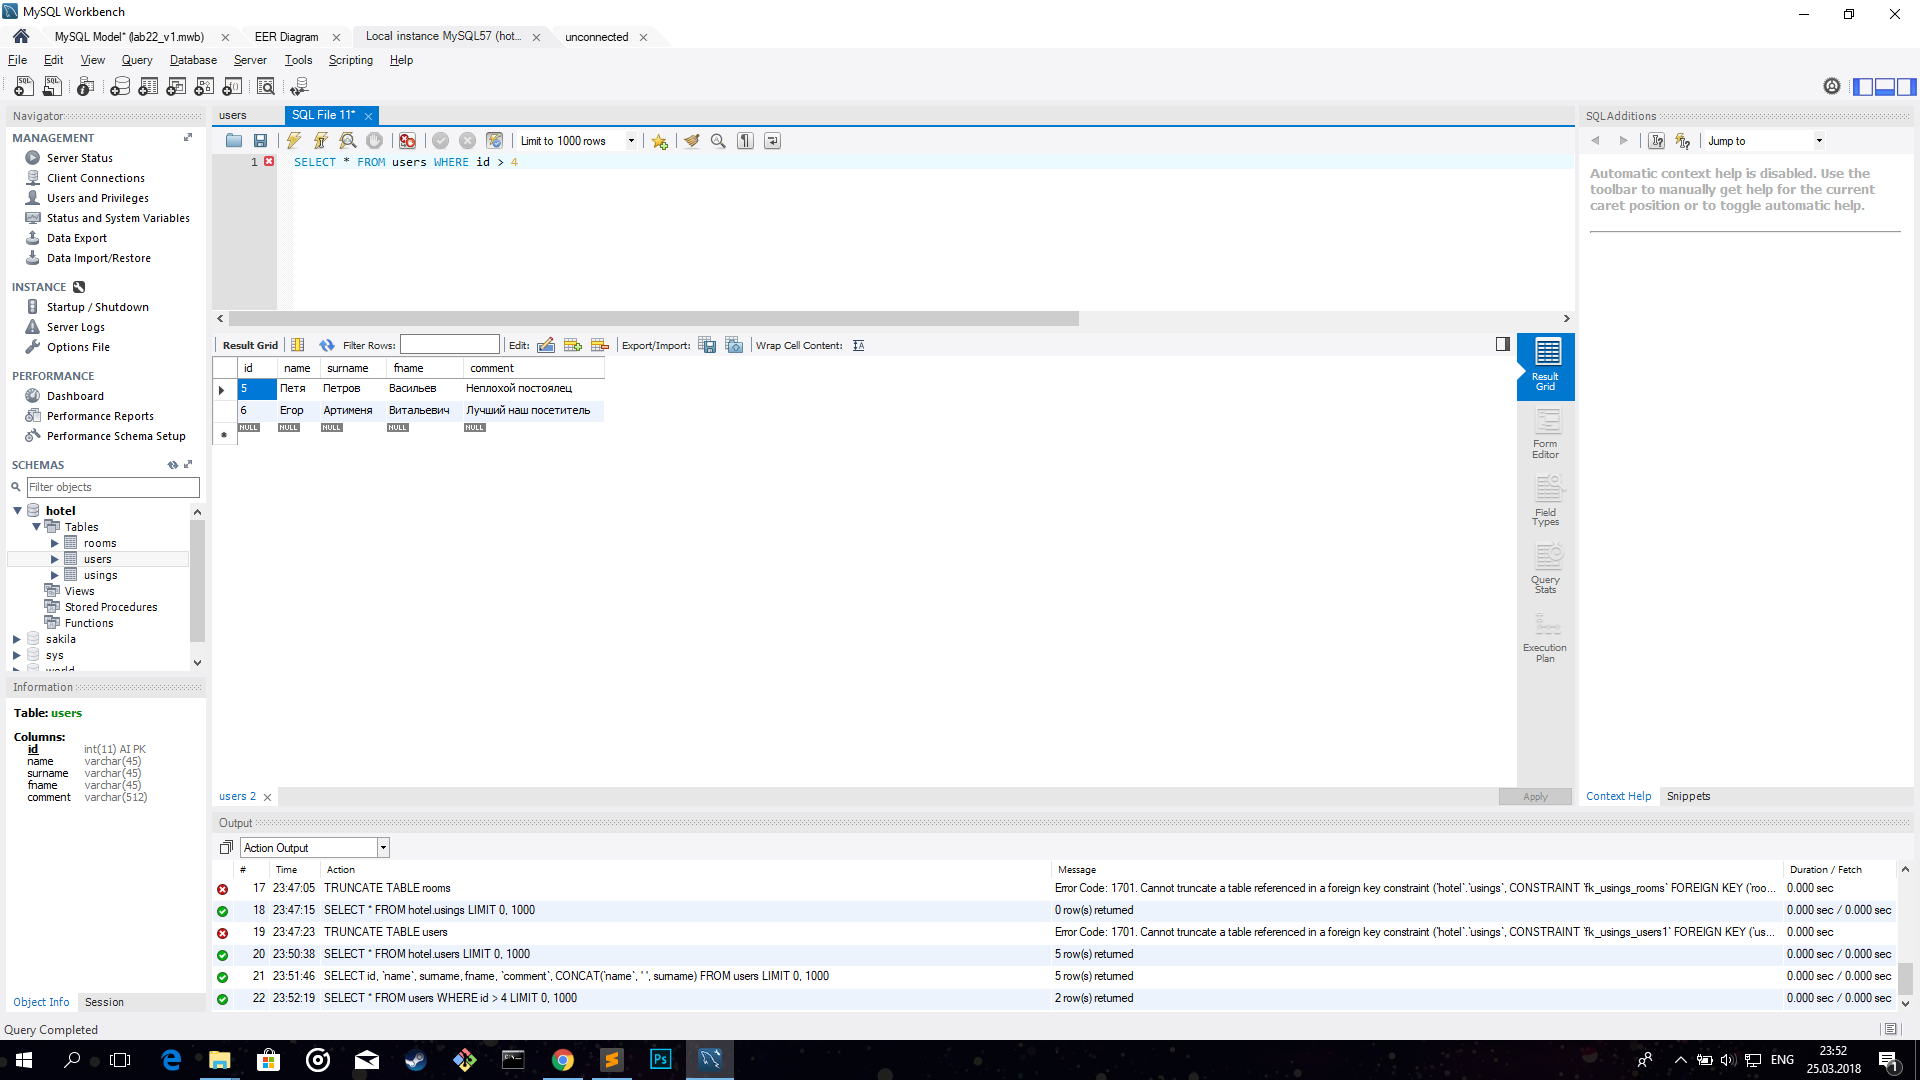 MySQL Workbench
MySQL Model* (lab22_v1.mwb) EER Diagram Local instance MySQL57 (hot... unconnected
File Edit View Query Database Server Tools Scripting Help
Navigator
MANAGEMENT
Server Status
Client Connections
Users and Privileges
Status and System Variables
Data Export
Data Import/Restore
INSTANCE
Startup / Shutdown
Server Logs
Options File
PERFORMANCE
Dashboard
Performance Reports
Performance Schema Setup
SCHEMAS
Filter objects
hotel
Tables
rooms
users
usings
Views
Stored Procedures
Functions
sakila
sys
world
Information
Table: users
Columns:
id int(11) AI PK
name varchar(45)
surname varchar(45)
fname varchar(45)
comment varchar(512)
Object Info Session
users SQL File 11*
Limit to 1000 rows
1 SELECT * FROM users WHERE id > 4
Result Grid Filter Rows: Edit: Export/Import: Wrap Cell Content:
id name surname fname comment
5 Петя Петров Васильев Неплохой постоялец
6 Егор Артименя Витальевич Лучший наш посетитель
NULL NULL NULL NULL NULL
Result Grid
Form Editor
Field Types
Query Stats
Execution Plan
users 2 Apply
SQLAdditions
Jump to
Automatic context help is disabled. Use the
toolbar to manually get help for the current
caret position or to toggle automatic help.
Context Help Snippets
Output
Action Output
# Time Action Message Duration / Fetch
17 23:47:05 TRUNCATE TABLE rooms Error Code: 1701. Cannot truncate a table referenced in a foreign key constraint (`hotel`.`usings`, CONSTRAINT `fk_usings_rooms` FOREIGN KEY (`roo... 0.000 sec
18 23:47:15 SELECT * FROM hotel.usings LIMIT 0, 1000 0 row(s) returned 0.000 sec / 0.000 sec
19 23:47:23 TRUNCATE TABLE users Error Code: 1701. Cannot truncate a table referenced in a foreign key constraint (`hotel`.`usings`, CONSTRAINT `fk_usings_users1` FOREIGN KEY (`us... 0.000 sec
20 23:50:38 SELECT * FROM hotel.users LIMIT 0, 1000 5 row(s) returned 0.000 sec / 0.000 sec
21 23:51:46 SELECT id, `name`, surname, fname, `comment`, CONCAT(`name`, ' ', surname) FROM users LIMIT 0, 1000 5 row(s) returned 0.000 sec / 0.000 sec
22 23:52:19 SELECT * FROM users WHERE id > 4 LIMIT 0, 1000 2 row(s) returned 0.000 sec / 0.000 sec
Query Completed
Ps
ENG
23:52
25.03.2018
1